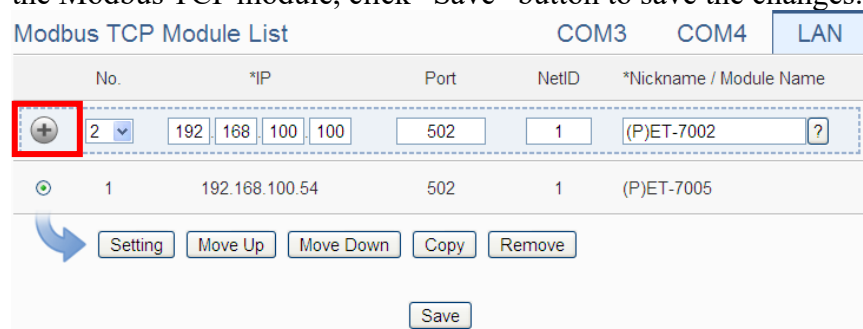 the Modbus TCP module, click “Save” button to save the changes.
Modbus TCP Module List COM3 COM4 LAN
No. *IP Port NetID *Nickname / Module Name
2 192 . 168 . 100 . 100 502 1 (P)ET-7002 ?
1 192.168.100.54 502 1 (P)ET-7005
Setting Move Up Move Down Copy Remove
Save